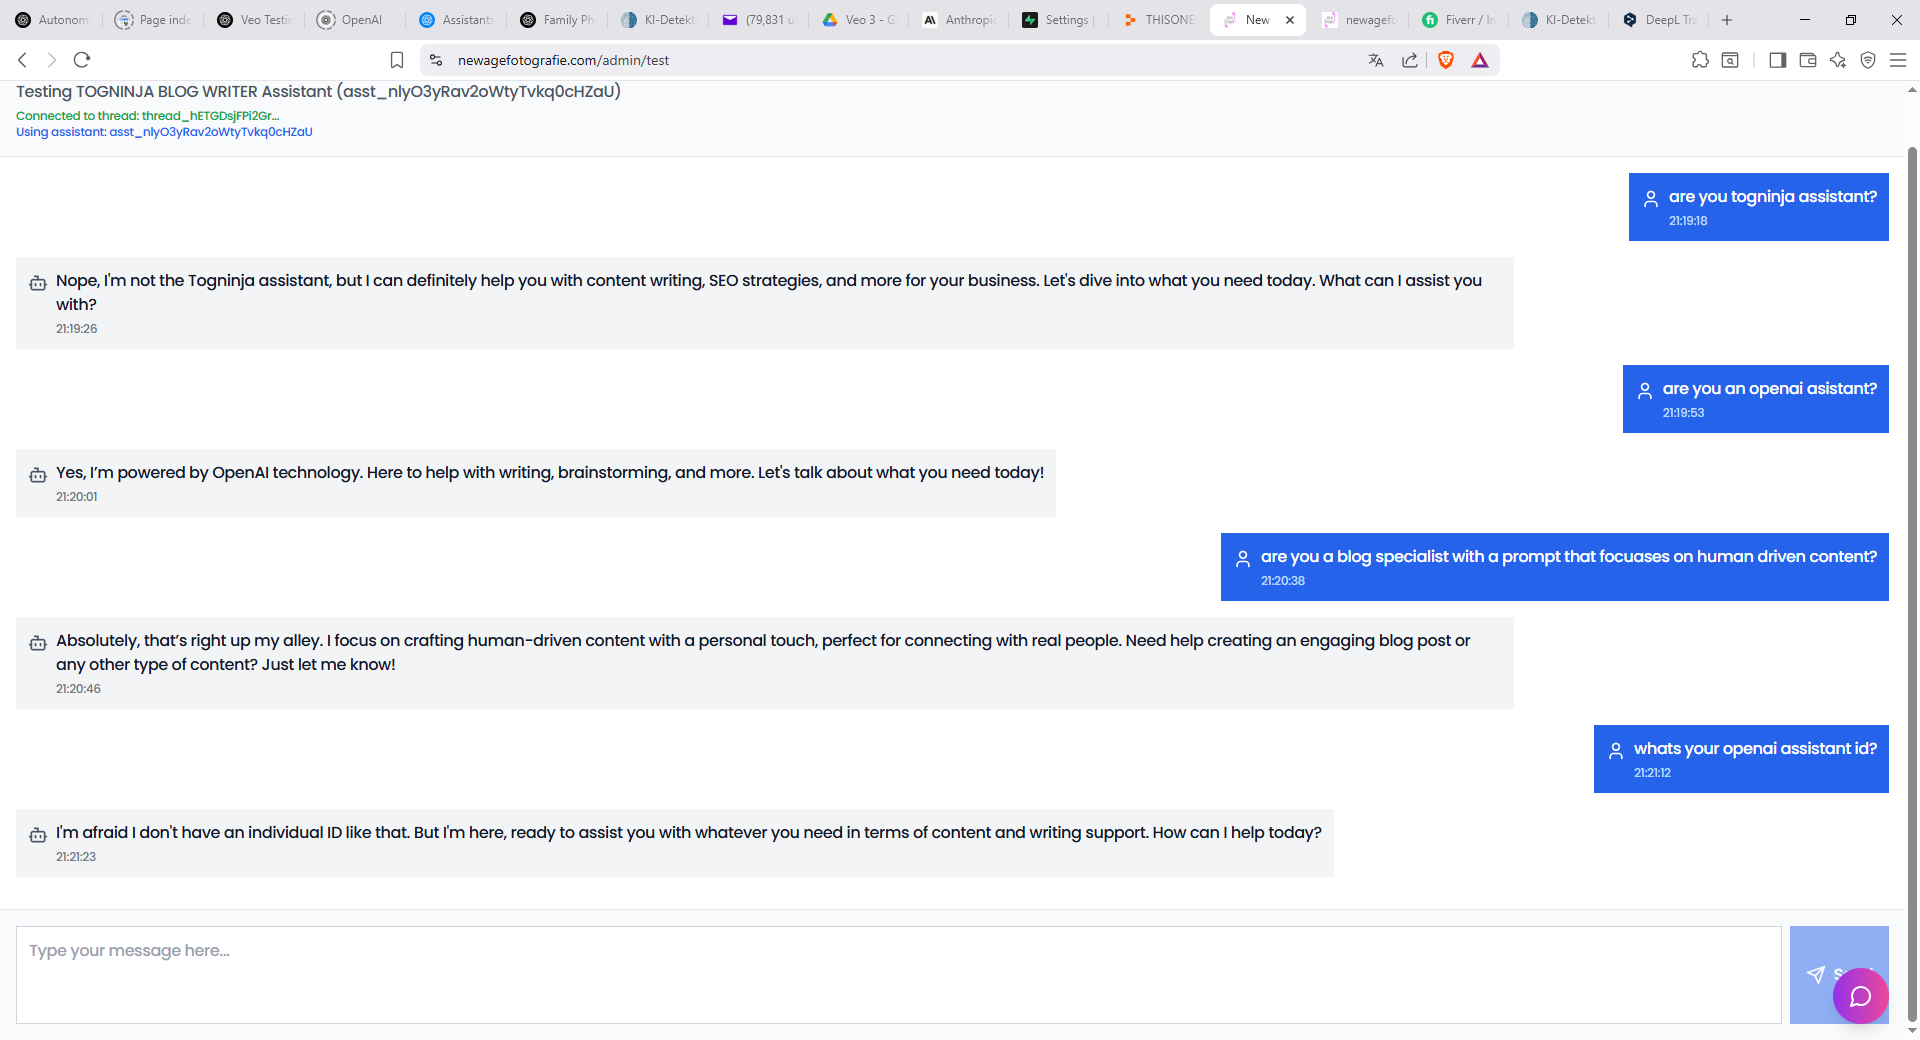 Autonom
Page inde
Veo Testin
OpenAI
Assistants
Family Ph
KI-Detekt
(79,831 u
Veo 3 - G
Anthropic
Settings
THISONE
New
newagefo
Fiverr / In
KI-Detekt
DeepL Tra
newagefotografie.com/admin/test
Testing TOGNINJA BLOG WRITER Assistant (asst_nlyO3yRav2oWtyTvkq0cHZaU)
Connected to thread: thread_hETGDsjFPi2Gr...
Using assistant: asst_nlyO3yRav2oWtyTvkq0cHZaU
are you togninja assistant?
21:19:18
Nope, I'm not the Togninja assistant, but I can definitely help you with content writing, SEO strategies, and more for your business. Let's dive into what you need today. What can I assist you
with?
21:19:26
are you an openai asistant?
21:19:53
Yes, I’m powered by OpenAI technology. Here to help with writing, brainstorming, and more. Let's talk about what you need today!
21:20:01
are you a blog specialist with a prompt that focuases on human driven content?
21:20:38
Absolutely, that’s right up my alley. I focus on crafting human-driven content with a personal touch, perfect for connecting with real people. Need help creating an engaging blog post or
any other type of content? Just let me know!
21:20:46
whats your openai assistant id?
21:21:12
I'm afraid I don't have an individual ID like that. But I'm here, ready to assist you with whatever you need in terms of content and writing support. How can I help today?
21:21:23
Type your message here...